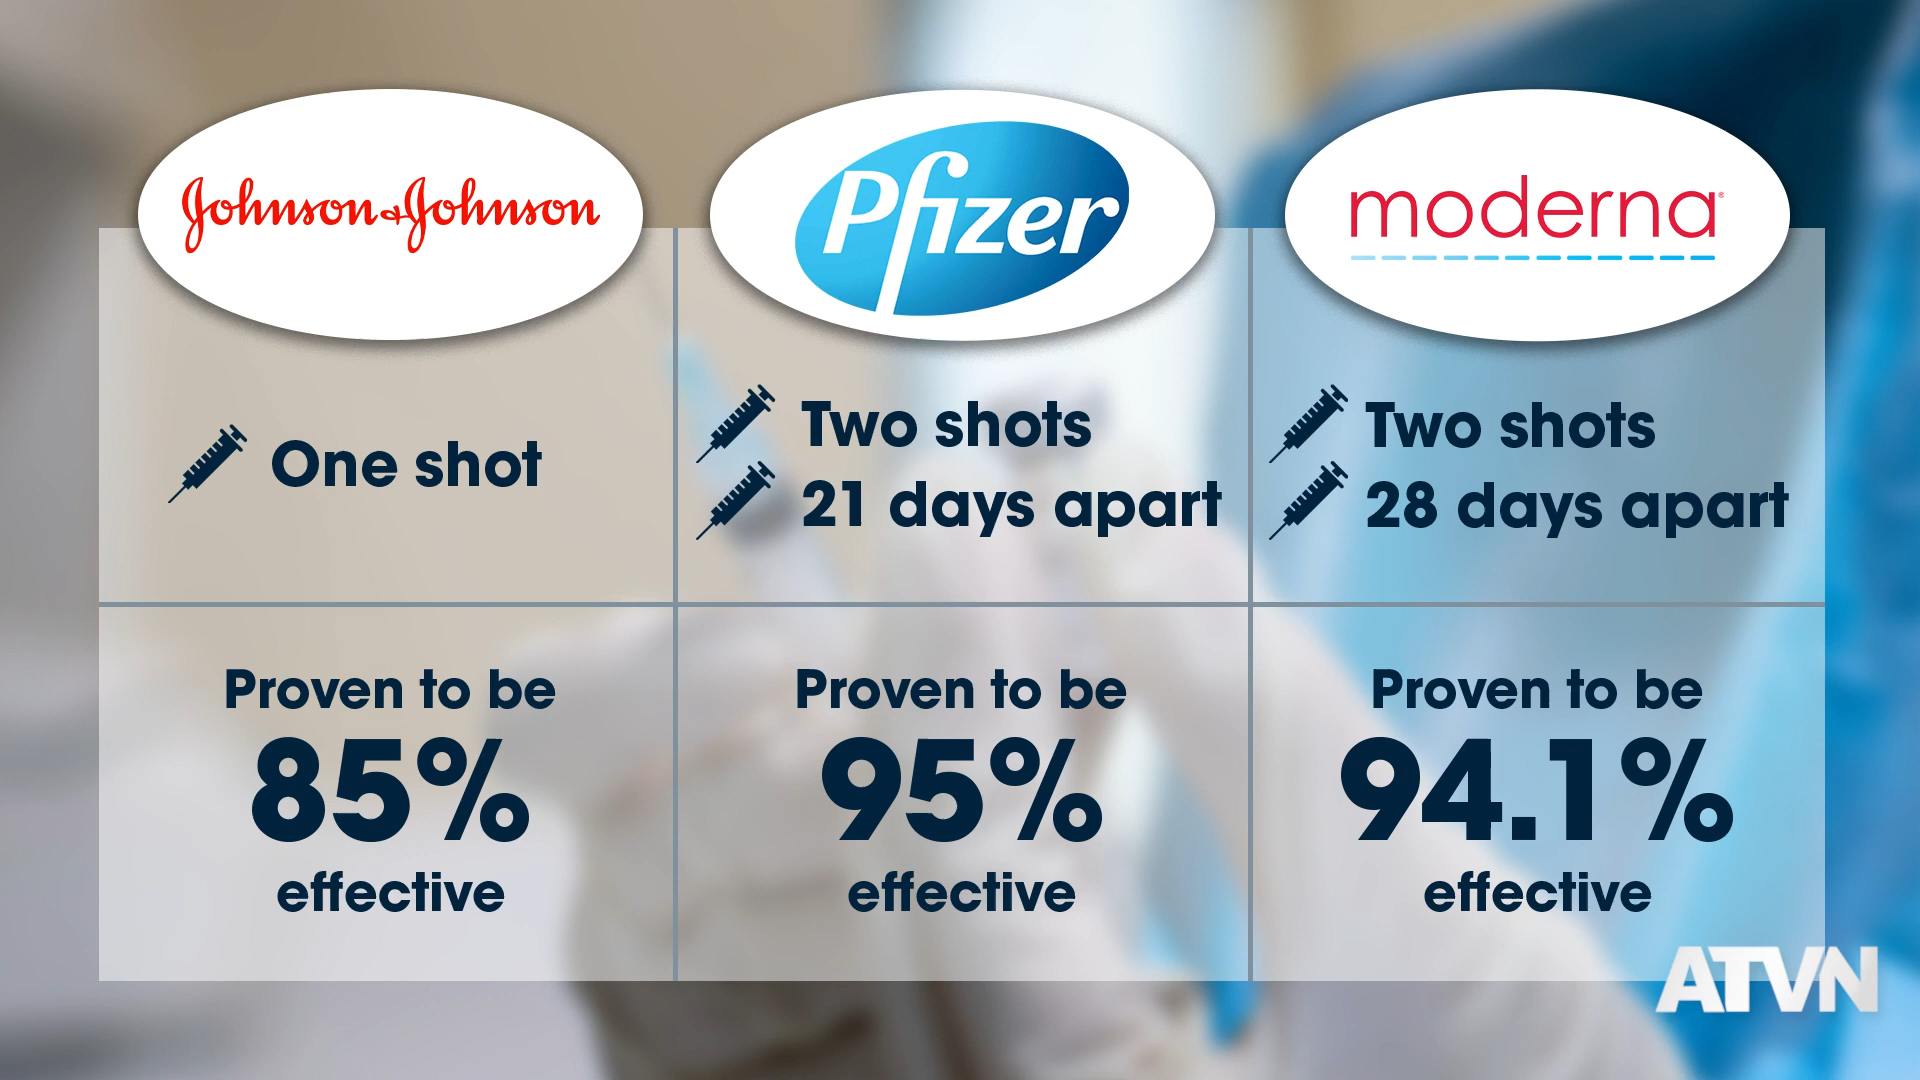 Johnson & Johnson
Pfizer
moderna®
One shot
Two shots
21 days apart
Two shots
28 days apart
Proven to be
85%
effective
Proven to be
95%
effective
Proven to be
94.1%
effective
ATVN